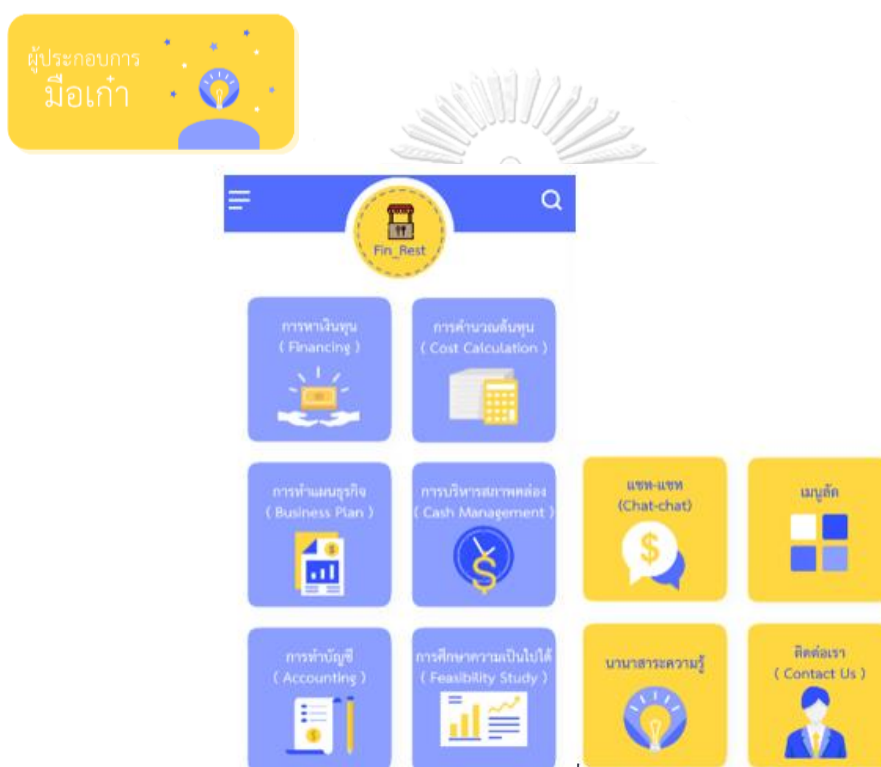 ผู้ประกอบการ
มือเก๋า
Fin_Rest
การหาเงินทุน
( Financing )
การคำนวณต้นทุน
( Cost Calculation )
การทำแผนธุรกิจ
( Business Plan )
การบริหารสภาพคล่อง
( Cash Management )
แชท-แชท
(Chat-chat)
เมนูลัด
การทำบัญชี
( Accounting )
การศึกษาความเป็นไปได้
( Feasibility Study )
นานาสาระความรู้
ติดต่อเรา
( Contact Us )